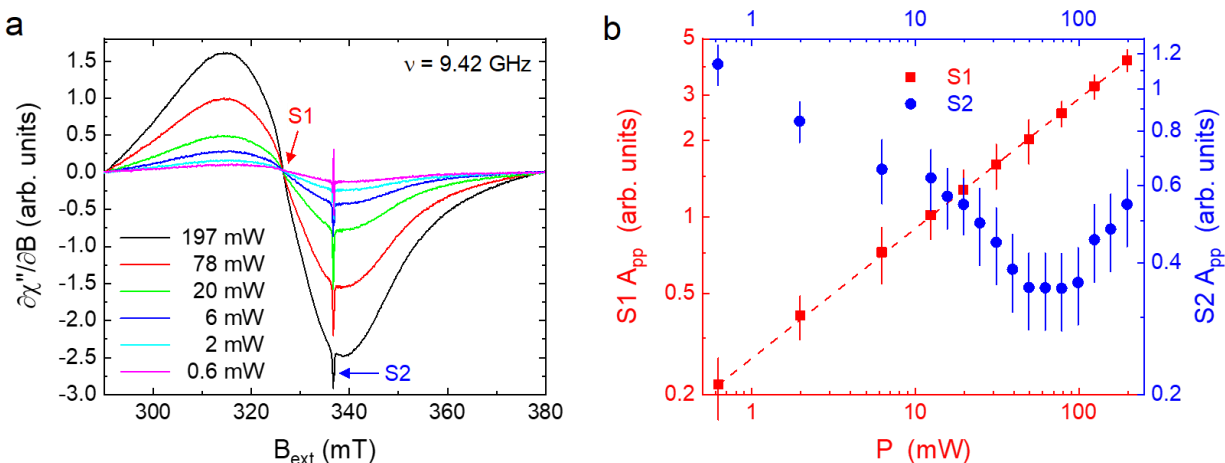 a
ν = 9.42 GHz
S1
S2
∂χ"/∂B (arb. units)
1.5
1.0
0.5
0.0
-0.5
-1.0
-1.5
-2.0
-2.5
-3.0
197 mW
78 mW
20 mW
6 mW
2 mW
0.6 mW
300
320
340
360
380
B_ext (mT)
b
1
10
100
S1
S2
S1 A_pp (arb. units)
5
3
2
1
0.5
0.2
1.2
1
0.8
0.6
0.4
0.2
S2 A_pp (arb. units)
1
10
100
P (mW)